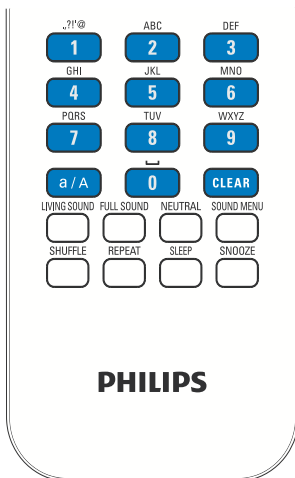 .,?!'@ ABC DEF
1 2 3
GHI JKL MNO
4 5 6
PQRS TUV WXYZ
7 8 9
a/A 0 CLEAR
LIVING SOUND FULL SOUND NEUTRAL SOUND MENU
SHUFFLE REPEAT SLEEP SNOOZE
PHILIPS